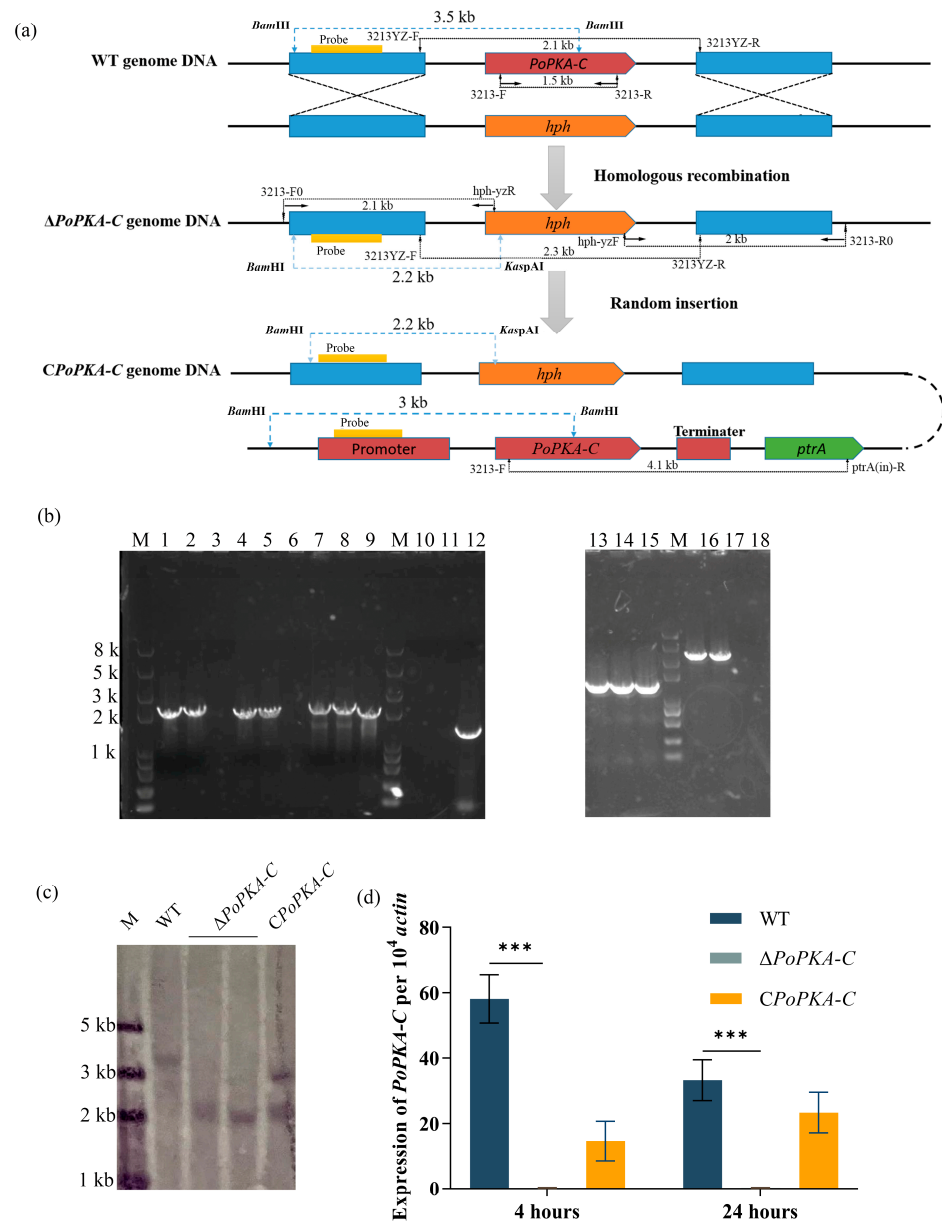 (a)
3.5 kb
BamIII
BamIII
Probe
3213YZ-F
2.1 kb
3213YZ-R
WT genome DNA
PoPKA-C
1.5 kb
3213-F
3213-R
hph
Homologous recombination
3213-F0
hph-yzR
2.1 kb
ΔPoPKA-C genome DNA
hph
hph-yzF
2 kb
3213-R0
Probe
3213YZ-F
2.3 kb
3213YZ-R
BamHI
KaspAI
2.2 kb
Random insertion
BamHI
2.2 kb
KaspAI
Probe
CPoPKA-C genome DNA
hph
3 kb
BamHI
BamHI
Probe
Terminater
Promoter
PoPKA-C
ptrA
3213-F
4.1 kb
ptrA(in)-R
(b)
M 1 2 3 4 5 6 7 8 9 M 10 11 12
13 14 15 M 16 17 18
8 k
5 k
3 k
2 k
1 k
(c)
M WT ΔPoPKA-C CPoPKA-C
5 kb
3 kb
2 kb
1 kb
(d)
Expression of PoPKA-C per 10⁴ actin
80
60
40
20
0
***
***
WT
ΔPoPKA-C
CPoPKA-C
4 hours
24 hours